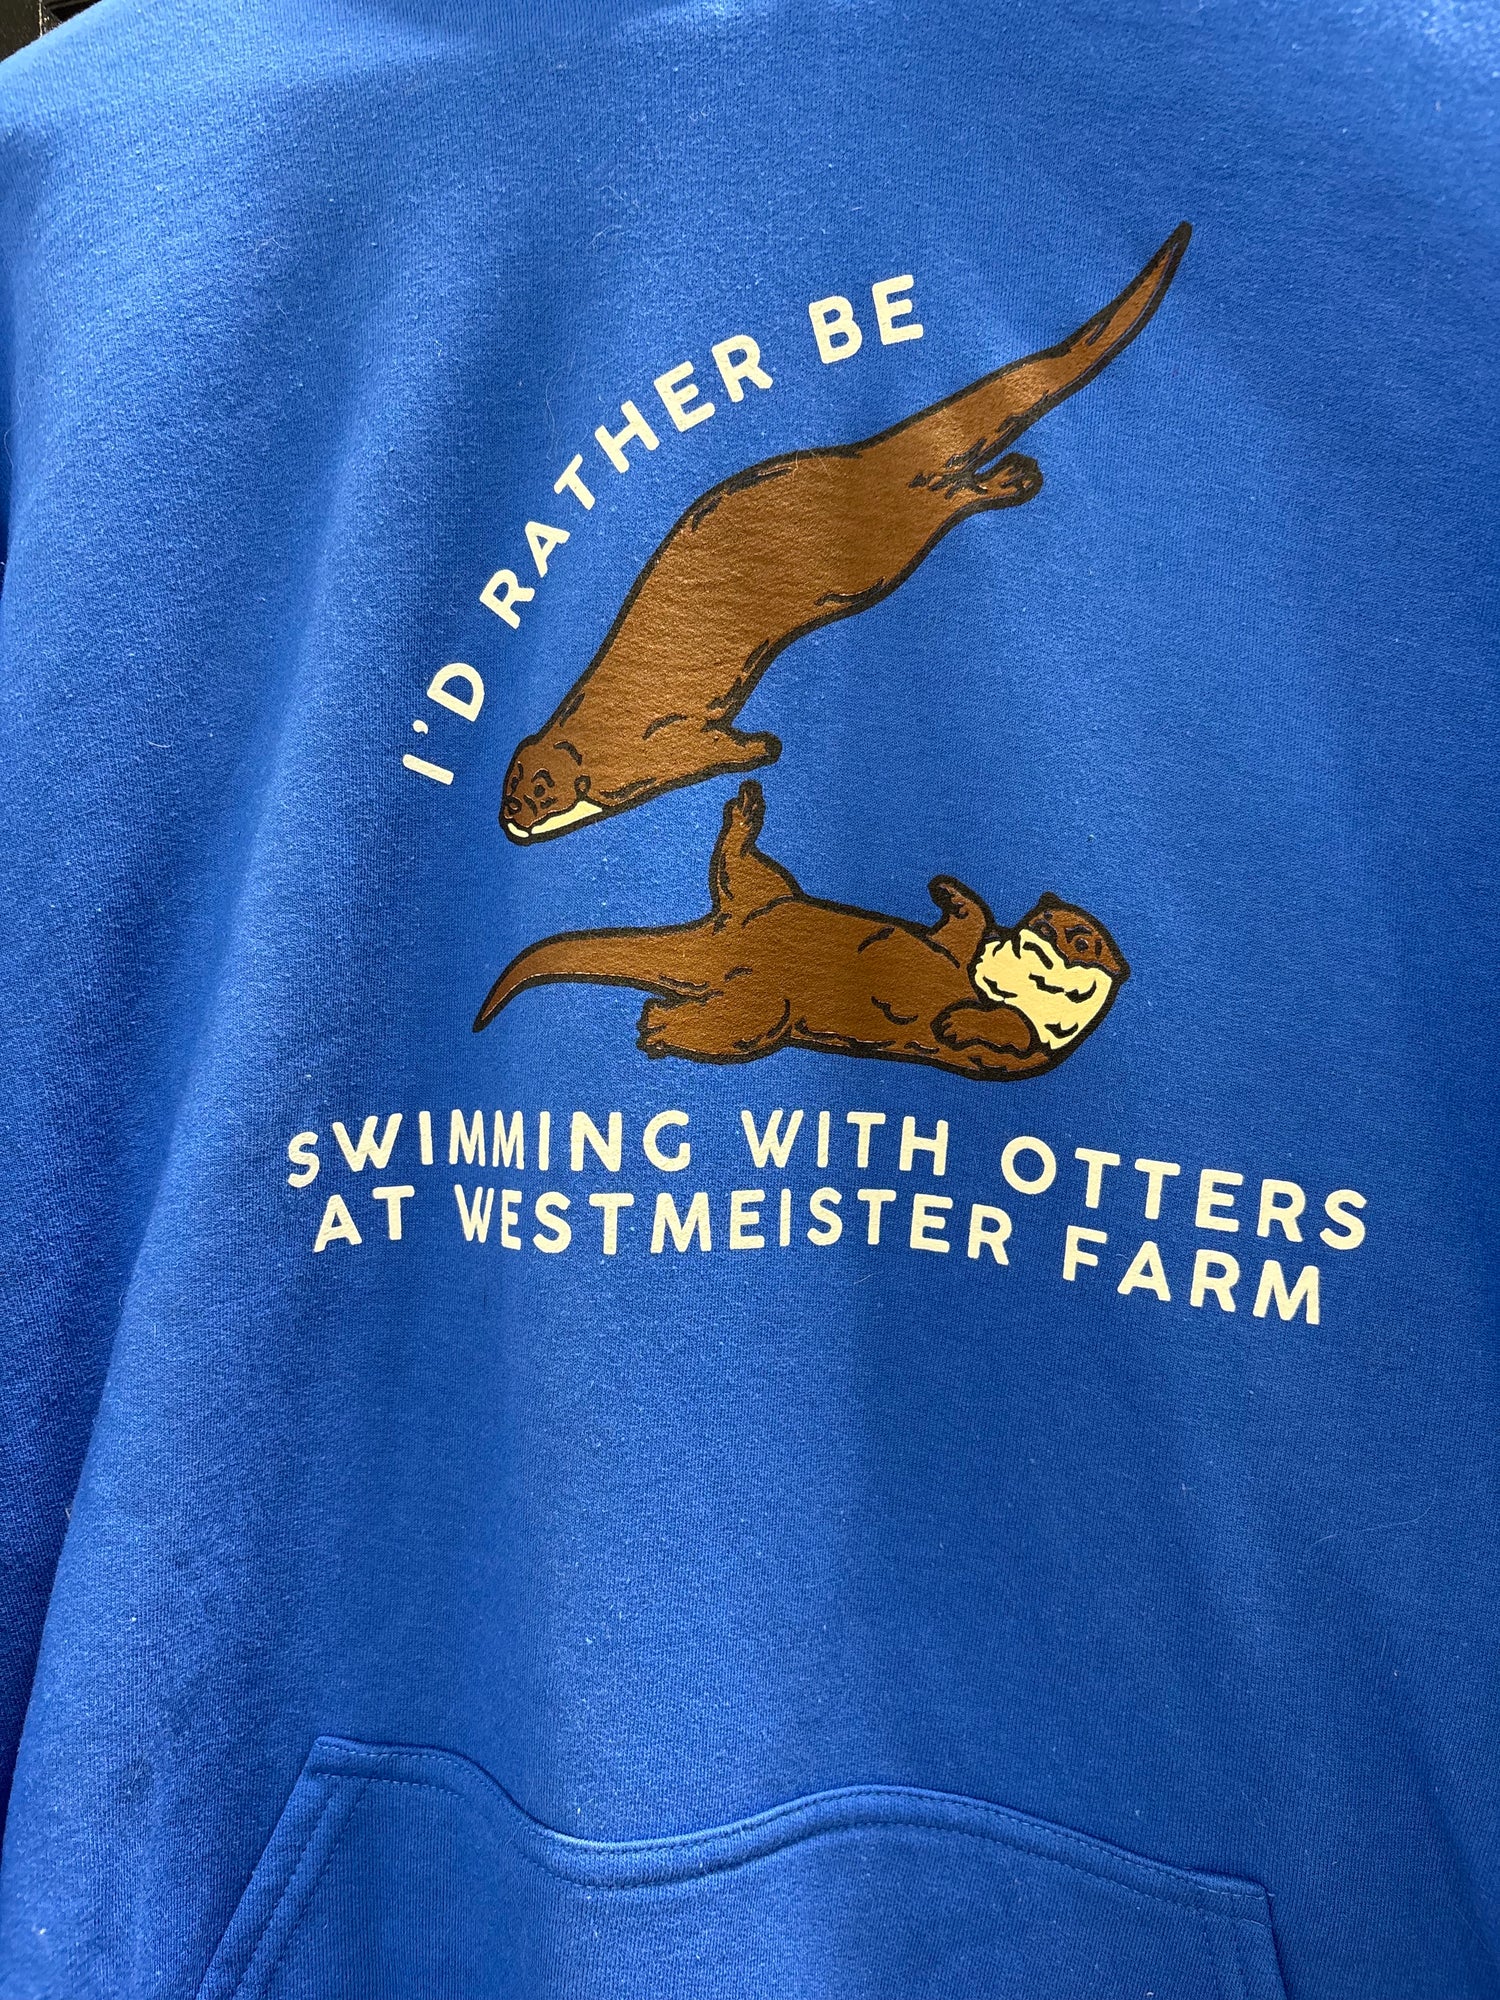 I'D RATHER BE
SWIMMING WITH OTTERS
AT WESTMEISTER FARM